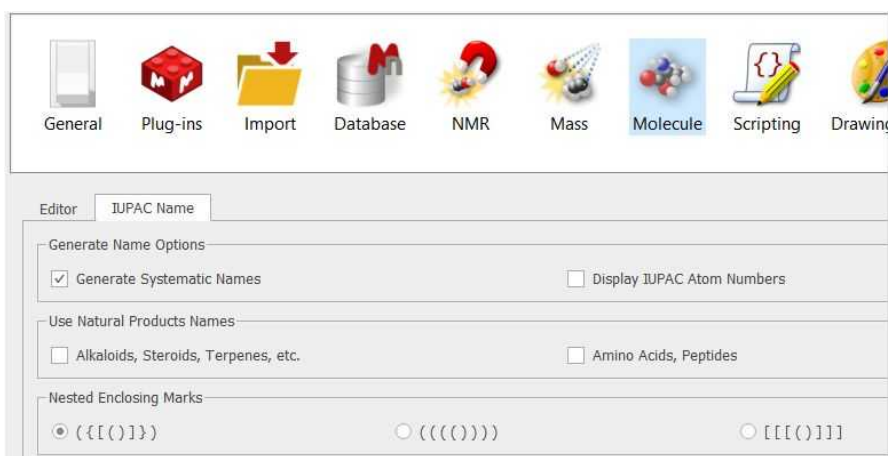 General Plug-ins Import Database NMR Mass Molecule Scripting Drawing
Editor IUPAC Name
Generate Name Options
Generate Systematic Names Display IUPAC Atom Numbers
Use Natural Products Names
Alkaloids, Steroids, Terpenes, etc. Amino Acids, Peptides
Nested Enclosing Marks
({[()]}) (((()))) [[[()]]]